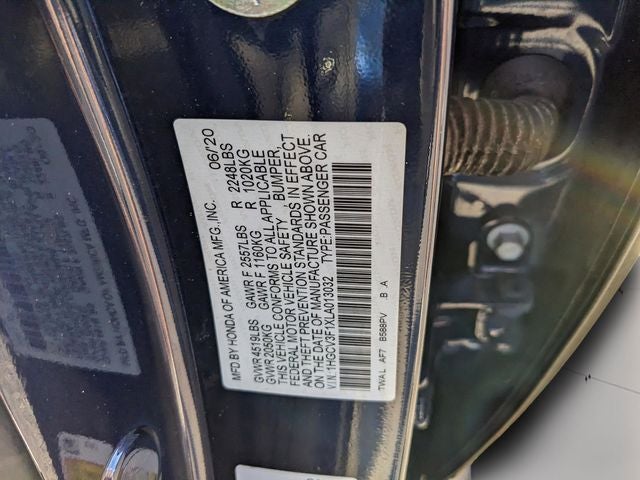 MFD BY HONDA OF AMERICA MFG., INC. 06/20
GVWR 4519LBS GAWR F 2557LBS R 2248LBS
GVWR 2050KG GAWR F 1160KG R 1020KG
THIS VEHICLE CONFORMS TO ALL APPLICABLE
FEDERAL MOTOR VEHICLE SAFETY BUMPER,
AND THEFT PREVENTION STANDARDS IN EFFECT
ON THE DATE OF MANUFACTURE SHOWN ABOVE.
V.I.N: 1HGCV3F1XLA013032 TYPE:PASSENGER CAR
TWAL AF7 B588PV B A